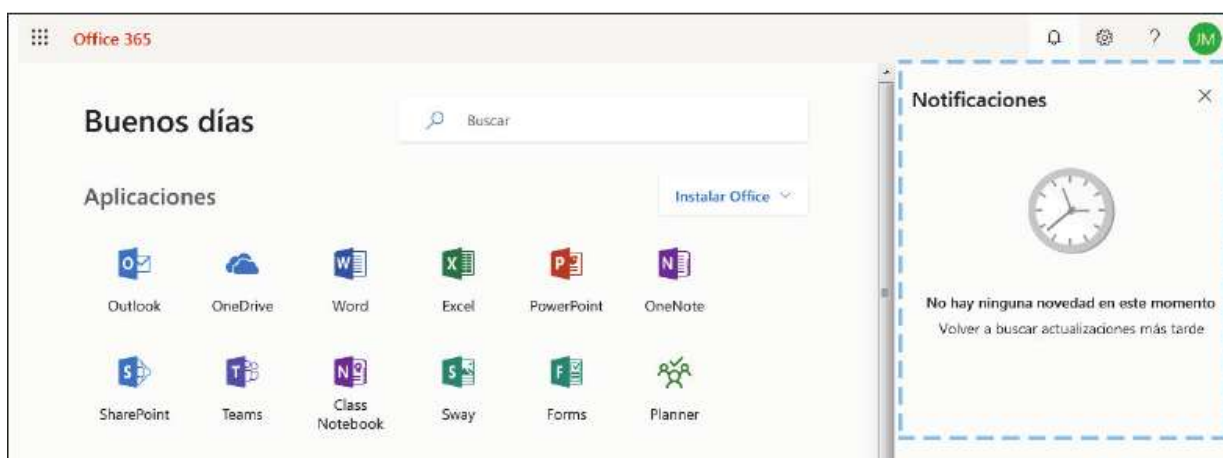 Office 365
JM
Buenos días
Buscar
Aplicaciones
Instalar Office
Outlook
OneDrive
Word
Excel
PowerPoint
OneNote
SharePoint
Teams
Class
Notebook
Sway
Forms
Planner
Notificaciones
No hay ninguna novedad en este momento
Volver a buscar actualizaciones más tarde